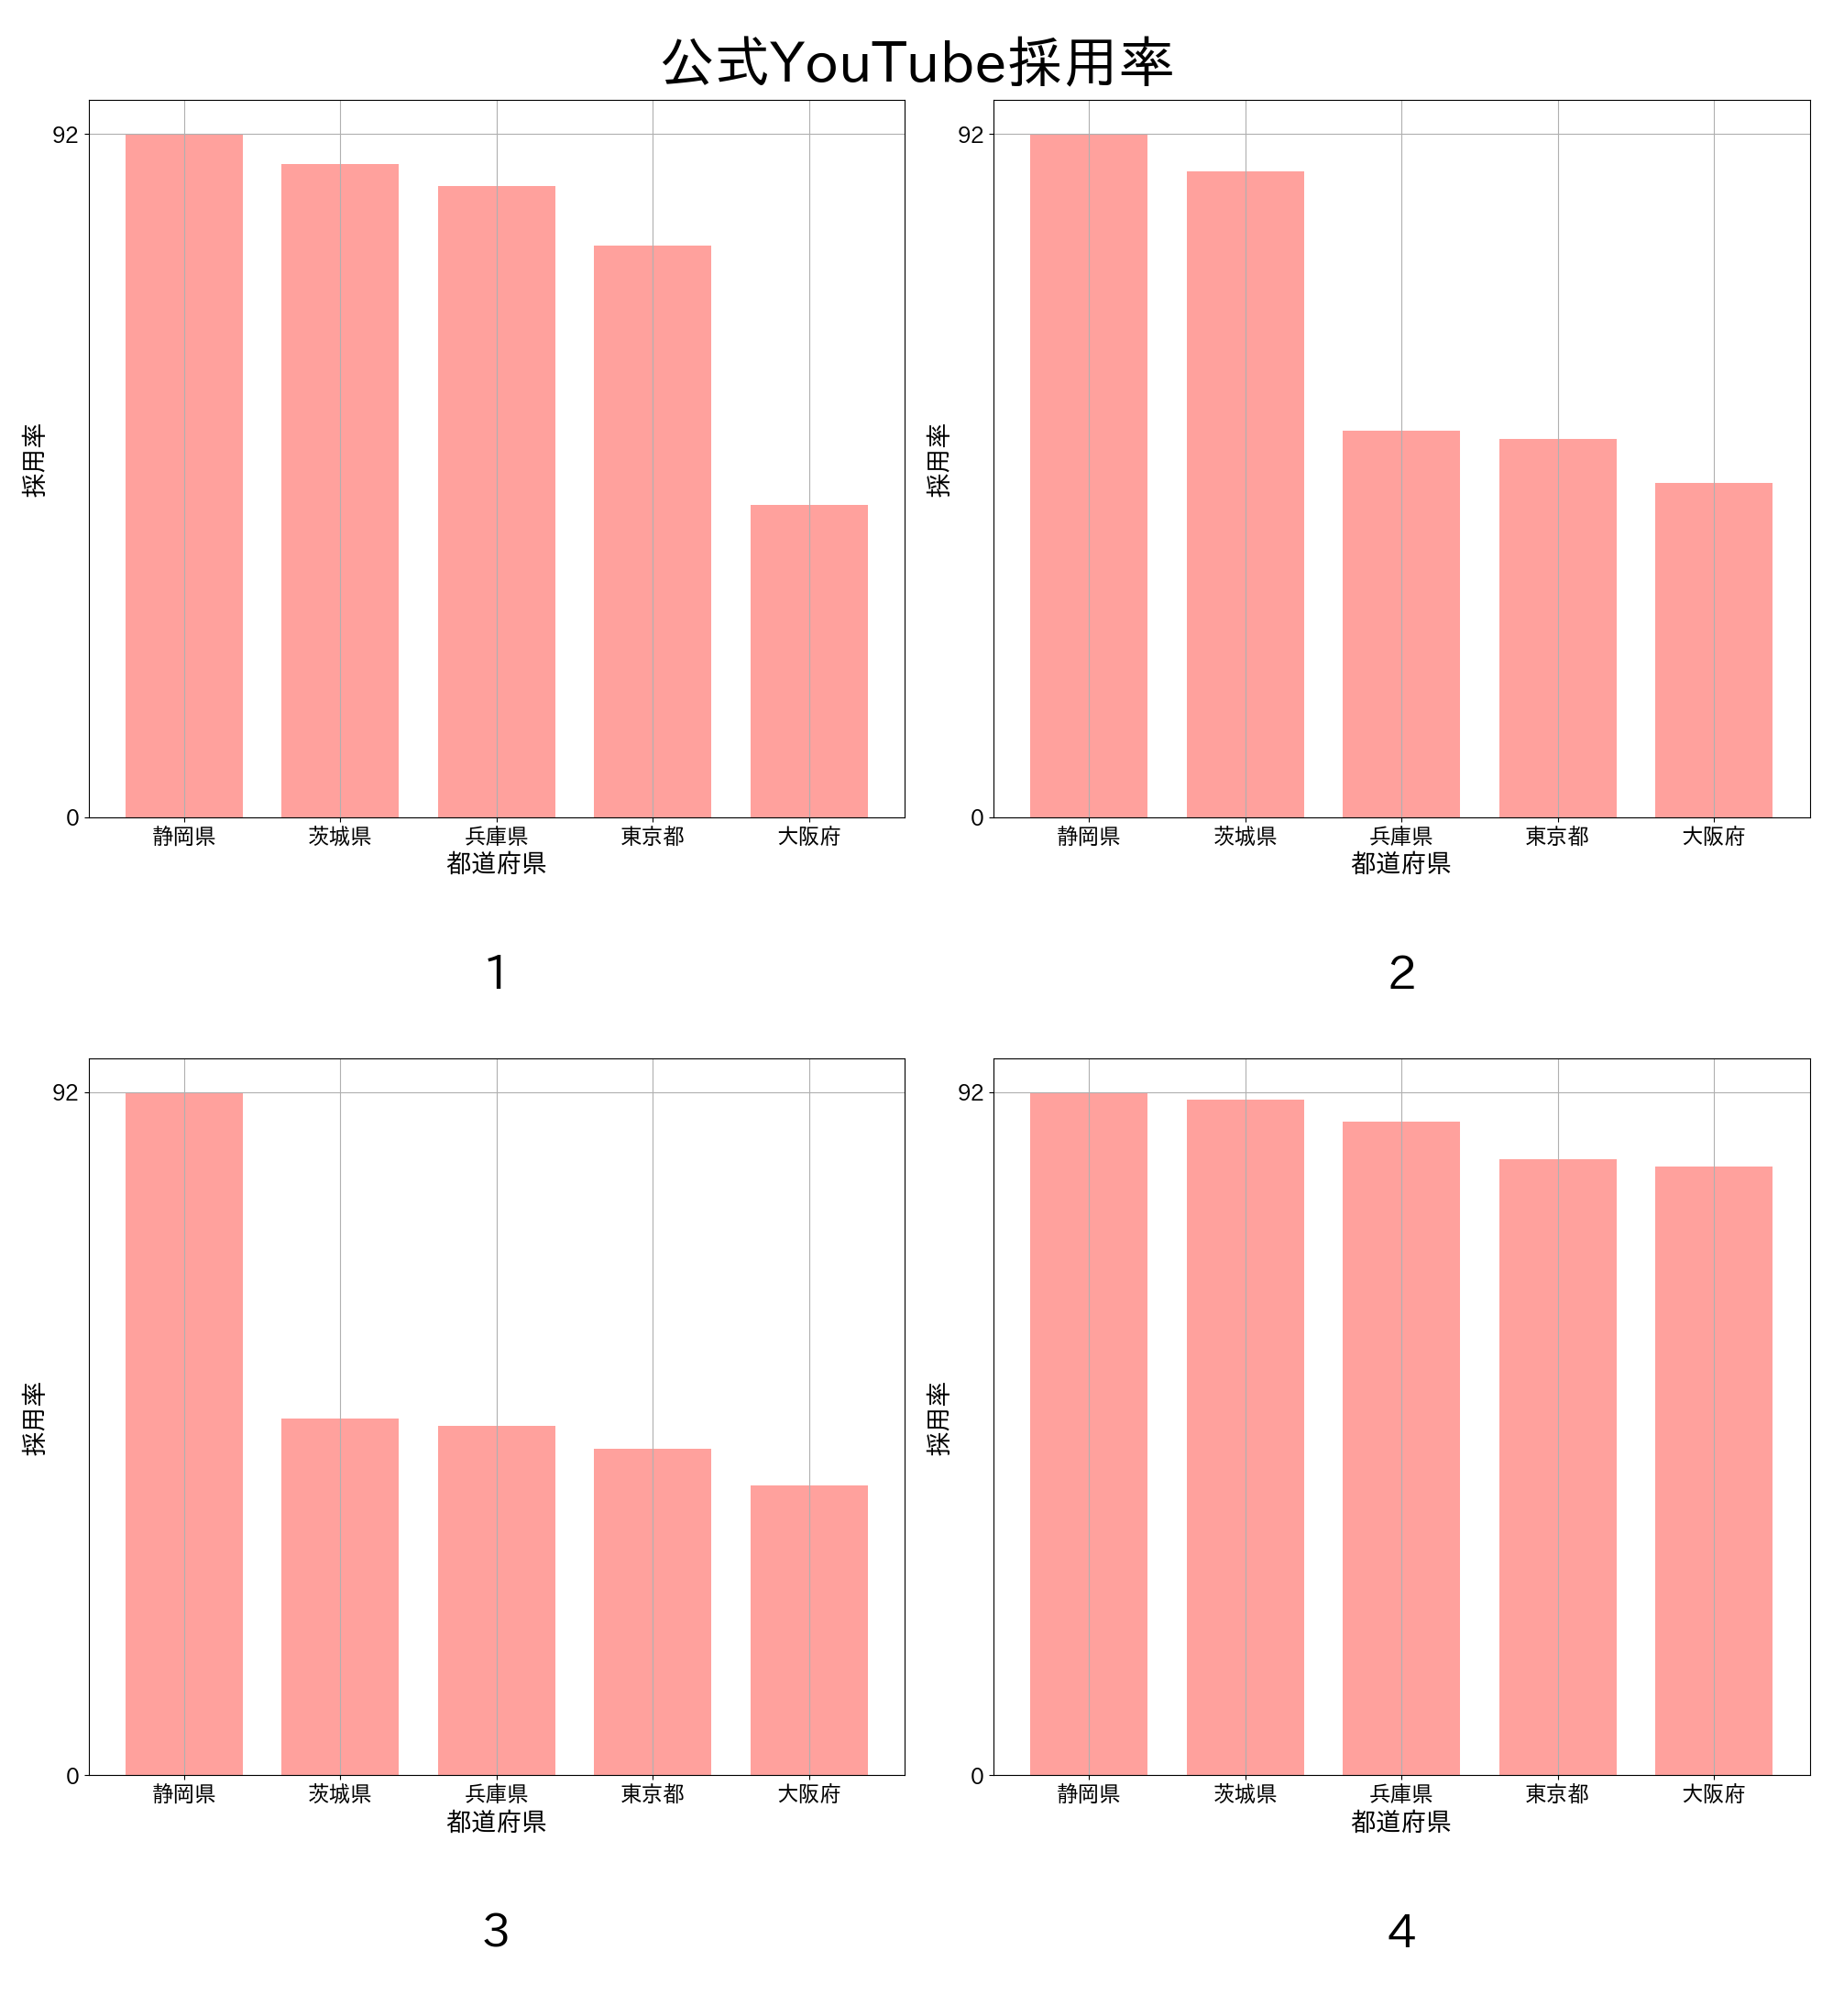 公式YouTube採用率
92
0
採用率
静岡県 茨城県 兵庫県 東京都 大阪府
都道府県
1
92
0
採用率
静岡県 茨城県 兵庫県 東京都 大阪府
都道府県
2
92
0
採用率
静岡県 茨城県 兵庫県 東京都 大阪府
都道府県
3
92
0
採用率
静岡県 茨城県 兵庫県 東京都 大阪府
都道府県
4